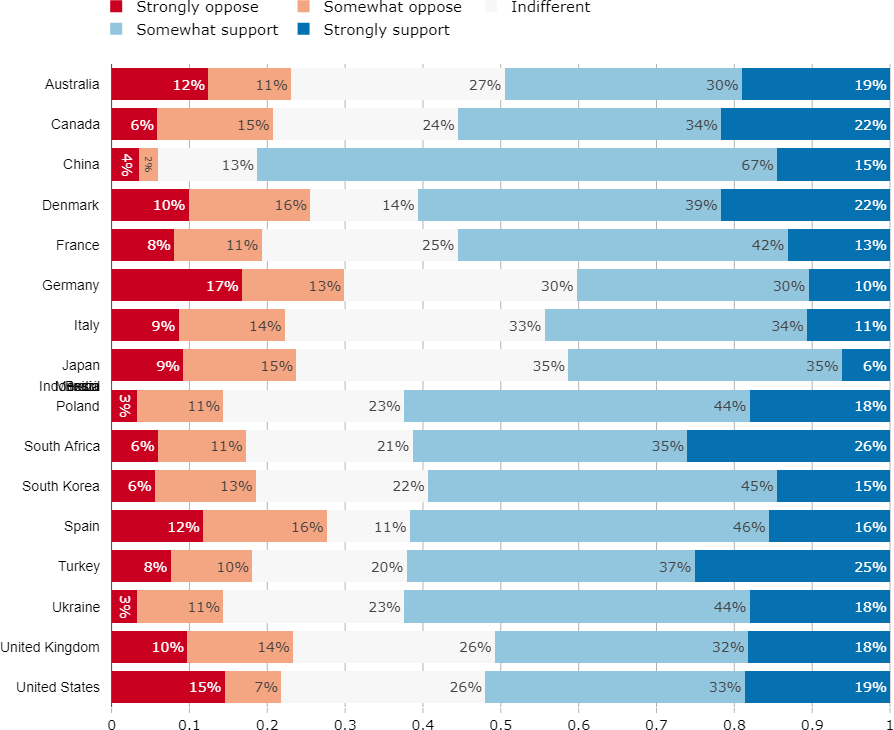 Strongly oppose Somewhat oppose Indifferent
Somewhat support Strongly support
Australia 12% 11% 27% 30% 19%
Canada 6% 15% 24% 34% 22%
China 4% 2% 13% 67% 15%
Denmark 10% 16% 14% 39% 22%
France 8% 11% 25% 42% 13%
Germany 17% 13% 30% 30% 10%
Italy 9% 14% 33% 34% 11%
Japan 9% 15% 35% 35% 6%
Poland 3% 11% 23% 44% 18%
South Africa 6% 11% 21% 35% 26%
South Korea 6% 13% 22% 45% 15%
Spain 12% 16% 11% 46% 16%
Turkey 8% 10% 20% 37% 25%
Ukraine 3% 11% 23% 44% 18%
United Kingdom 10% 14% 26% 32% 18%
United States 15% 7% 26% 33% 19%
0 0.1 0.2 0.3 0.4 0.5 0.6 0.7 0.8 0.9 1